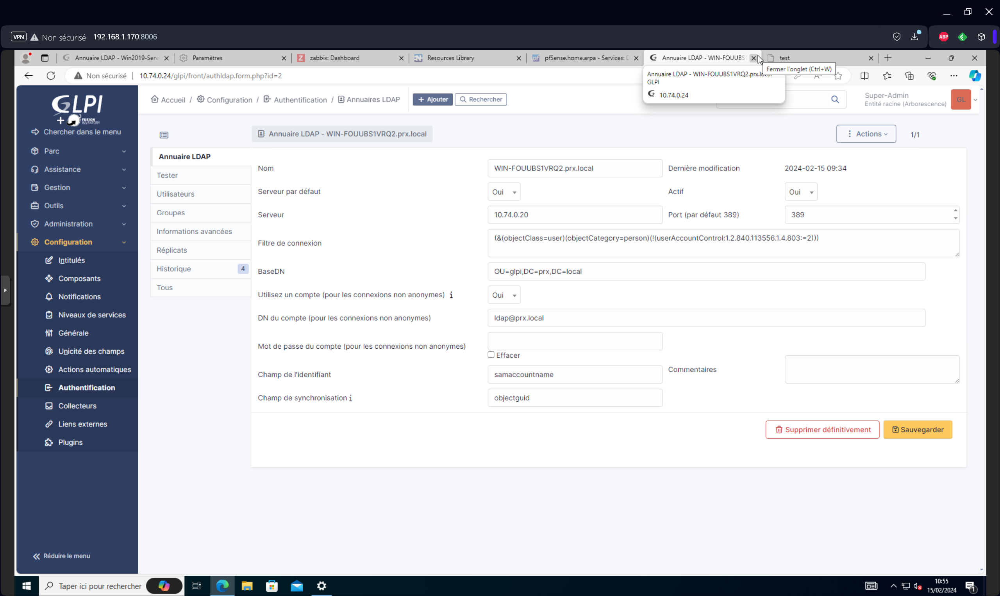 VPN Non sécurisé 192.168.1.170:8006
ABP
Annuaire LDAP - Win2019-Serv
Paramètres
zabbix: Dashboard
Resources Library
pfSense.home.arpa - Services: D
Annuaire LDAP - WIN-FOUUBS1
test
Non sécurisé 10.74.0.24/glpi/front/authldap.form.php?id=2
Fermer l'onglet (Ctrl+W)
Annuaire LDAP - WIN-FOUUBS1VRQ2.prx.local
GLPI
10.74.0.24
GLPI
+ FUSION INVENTORY
Accueil / Configuration / Authentification / Annuaires LDAP
+ Ajouter
Rechercher
Super-Admin
Entité racine (Arborescence)
GL
Chercher dans le menu
Parc
Assistance
Gestion
Outils
Administration
Configuration
Intitulés
Composants
Notifications
Niveaux de services
Générale
Unicité des champs
Actions automatiques
Authentification
Collecteurs
Liens externes
Plugins
Réduire le menu
Annuaire LDAP - WIN-FOUUBS1VRQ2.prx.local
Actions
1/1
Annuaire LDAP
Tester
Utilisateurs
Groupes
Informations avancées
Réplicats
Historique 4
Tous
Nom WIN-FOUUBS1VRQ2.prx.local Dernière modification 2024-02-15 09:34
Serveur par défaut Oui Actif Oui
Serveur 10.74.0.20 Port (par défaut 389) 389
Filtre de connexion (&(objectClass=user)(objectCategory=person)(!(userAccountControl:1.2.840.113556.1.4.803:=2)))
BaseDN OU=glpi,DC=prx,DC=local
Utilisez un compte (pour les connexions non anonymes) i Oui
DN du compte (pour les connexions non anonymes) ldap@prx.local
Mot de passe du compte (pour les connexions non anonymes)
Effacer
Champ de l'identifiant samaccountname Commentaires
Champ de synchronisation i objectguid
Supprimer définitivement
Sauvegarder
Taper ici pour rechercher
10:55
15/02/2024
1